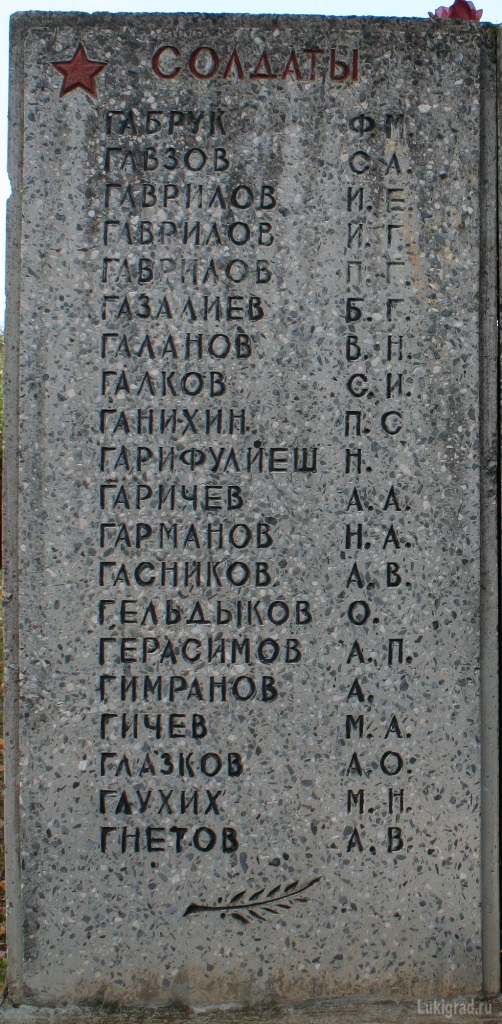 СОЛДАТЫ
ГАБРУК Ф. М.
ГАВЗОВ С. А.
ГАВРИЛОВ И. Е
ГАВРИЛОВ И. Г.
ГАВРИЛОВ П. Г
ГАЗАЛИЕВ Б. Г.
ГАЛАНОВ В. Н.
ГАЛКОВ С. И.
ГАНИХИН П. С
ГАРИФУЛИЕШ Н.
ГАРИЧЕВ А. А.
ГАРМАНОВ Н. А.
ГАСНИКОВ А. В.
ГЕЛЬДЫКОВ О.
ГЕРАСИМОВ А. П.
ГИМРАНОВ А.
ГИЧЕВ М. А.
ГЛАЗКОВ А. О.
ГЛУХИХ М. Н.
ГНЕТОВ А. В.
Lukigrad.ru